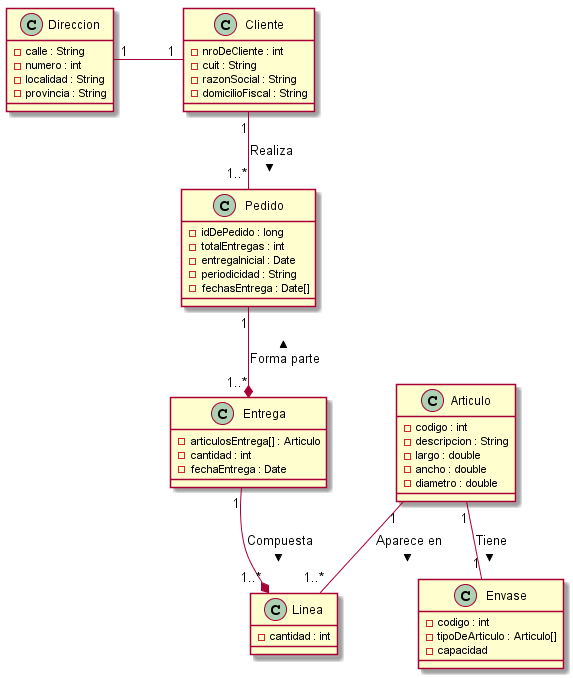 C Direccion
calle : String
numero : int
localidad : String
provincia : String
1
1
C Cliente
nroDeCliente : int
cuit : String
razonSocial : String
domicilioFiscal : String
1
Realiza
1..*
C Pedido
idDePedido : long
totalEntregas : int
entregaInicial : Date
periodicidad : String
fechasEntrega : Date[]
1
Forma parte
1..*
C Entrega
articulosEntrega[] : Articulo
cantidad : int
fechaEntrega : Date
C Articulo
codigo : int
descripcion : String
largo : double
ancho : double
diametro : double
1
Compuesta
1..*
1
Aparece en
1..*
1
Tiene
1
C Linea
cantidad : int
C Envase
codigo : int
tipoDeArticulo : Articulo[]
capacidad